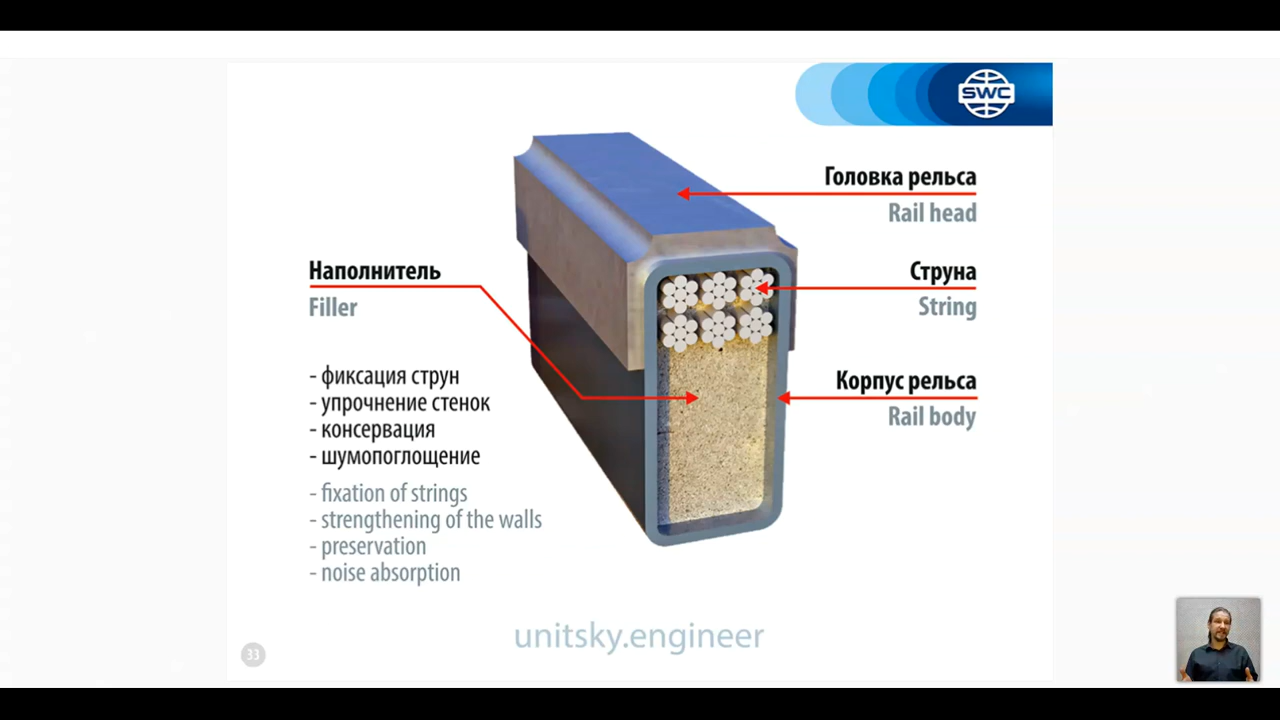 SWC
Головка рельса
Rail head
Наполнитель
Filler
Струна
String
- фиксация струн
- упрочнение стенок
- консервация
- шумопоглощение
Корпус рельса
Rail body
- fixation of strings
- strengthening of the walls
- preservation
- noise absorption
unitsky.engineer
33